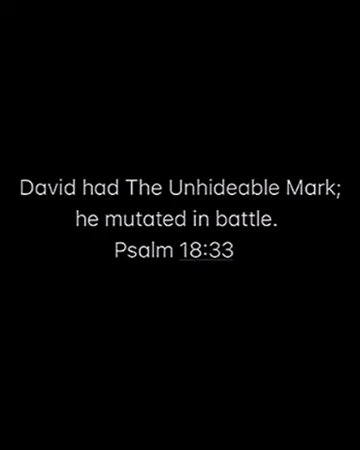 David had The Unhideable Mark;
he mutated in battle.
Psalm 18:33